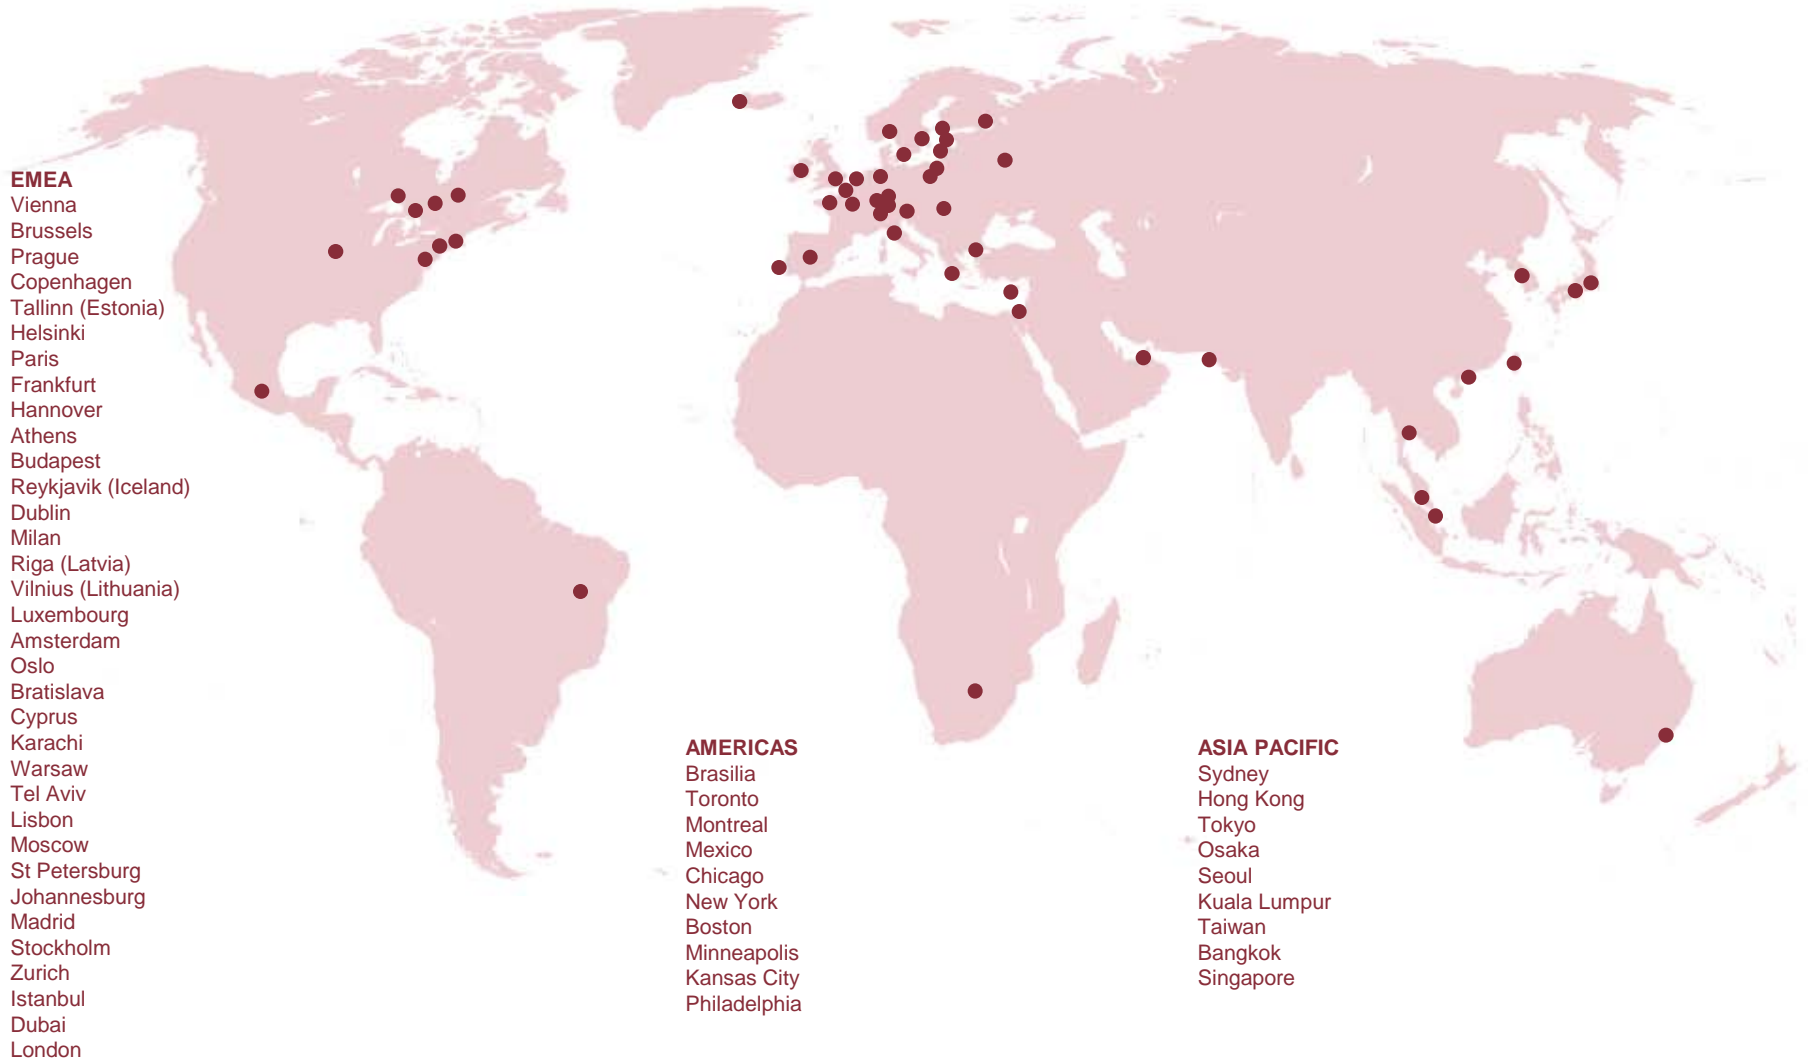 EMEA
Vienna
Brussels
Prague
Copenhagen
Tallinn (Estonia)
Helsinki
Paris
Frankfurt
Hannover
Athens
Budapest
Reykjavik (Iceland)
Dublin
Milan
Riga (Latvia)
Vilnius (Lithuania)
Luxembourg
Amsterdam
Oslo
Bratislava
Cyprus
Karachi
Warsaw
Tel Aviv
Lisbon
Moscow
St Petersburg
Johannesburg
Madrid
Stockholm
Zurich
Istanbul
Dubai
London
AMERICAS
Brasilia
Toronto
Montreal
Mexico
Chicago
New York
Boston
Minneapolis
Kansas City
Philadelphia
ASIA PACIFIC
Sydney
Hong Kong
Tokyo
Osaka
Seoul
Kuala Lumpur
Taiwan
Bangkok
Singapore